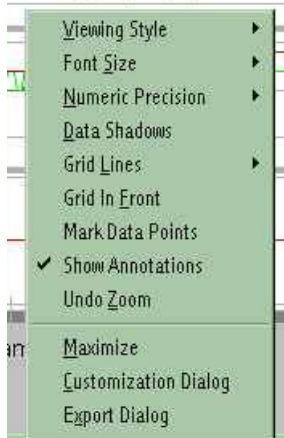 Viewing Style
Font Size
Numeric Precision
Data Shadows
Grid Lines
Grid In Front
Mark Data Points
Show Annotations
Undo Zoom
Maximize
Customization Dialog
Export Dialog